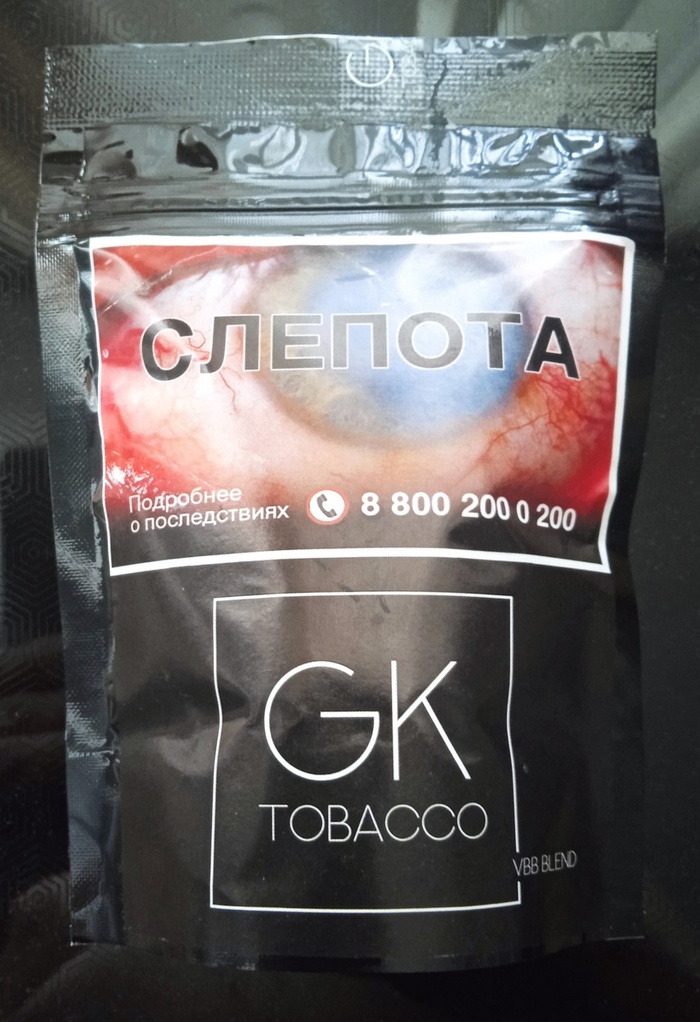 СЛЕПОТА
Подробнее
о последствиях
8 800 200 0 200
GK
TOBACCO
VBB BLEND